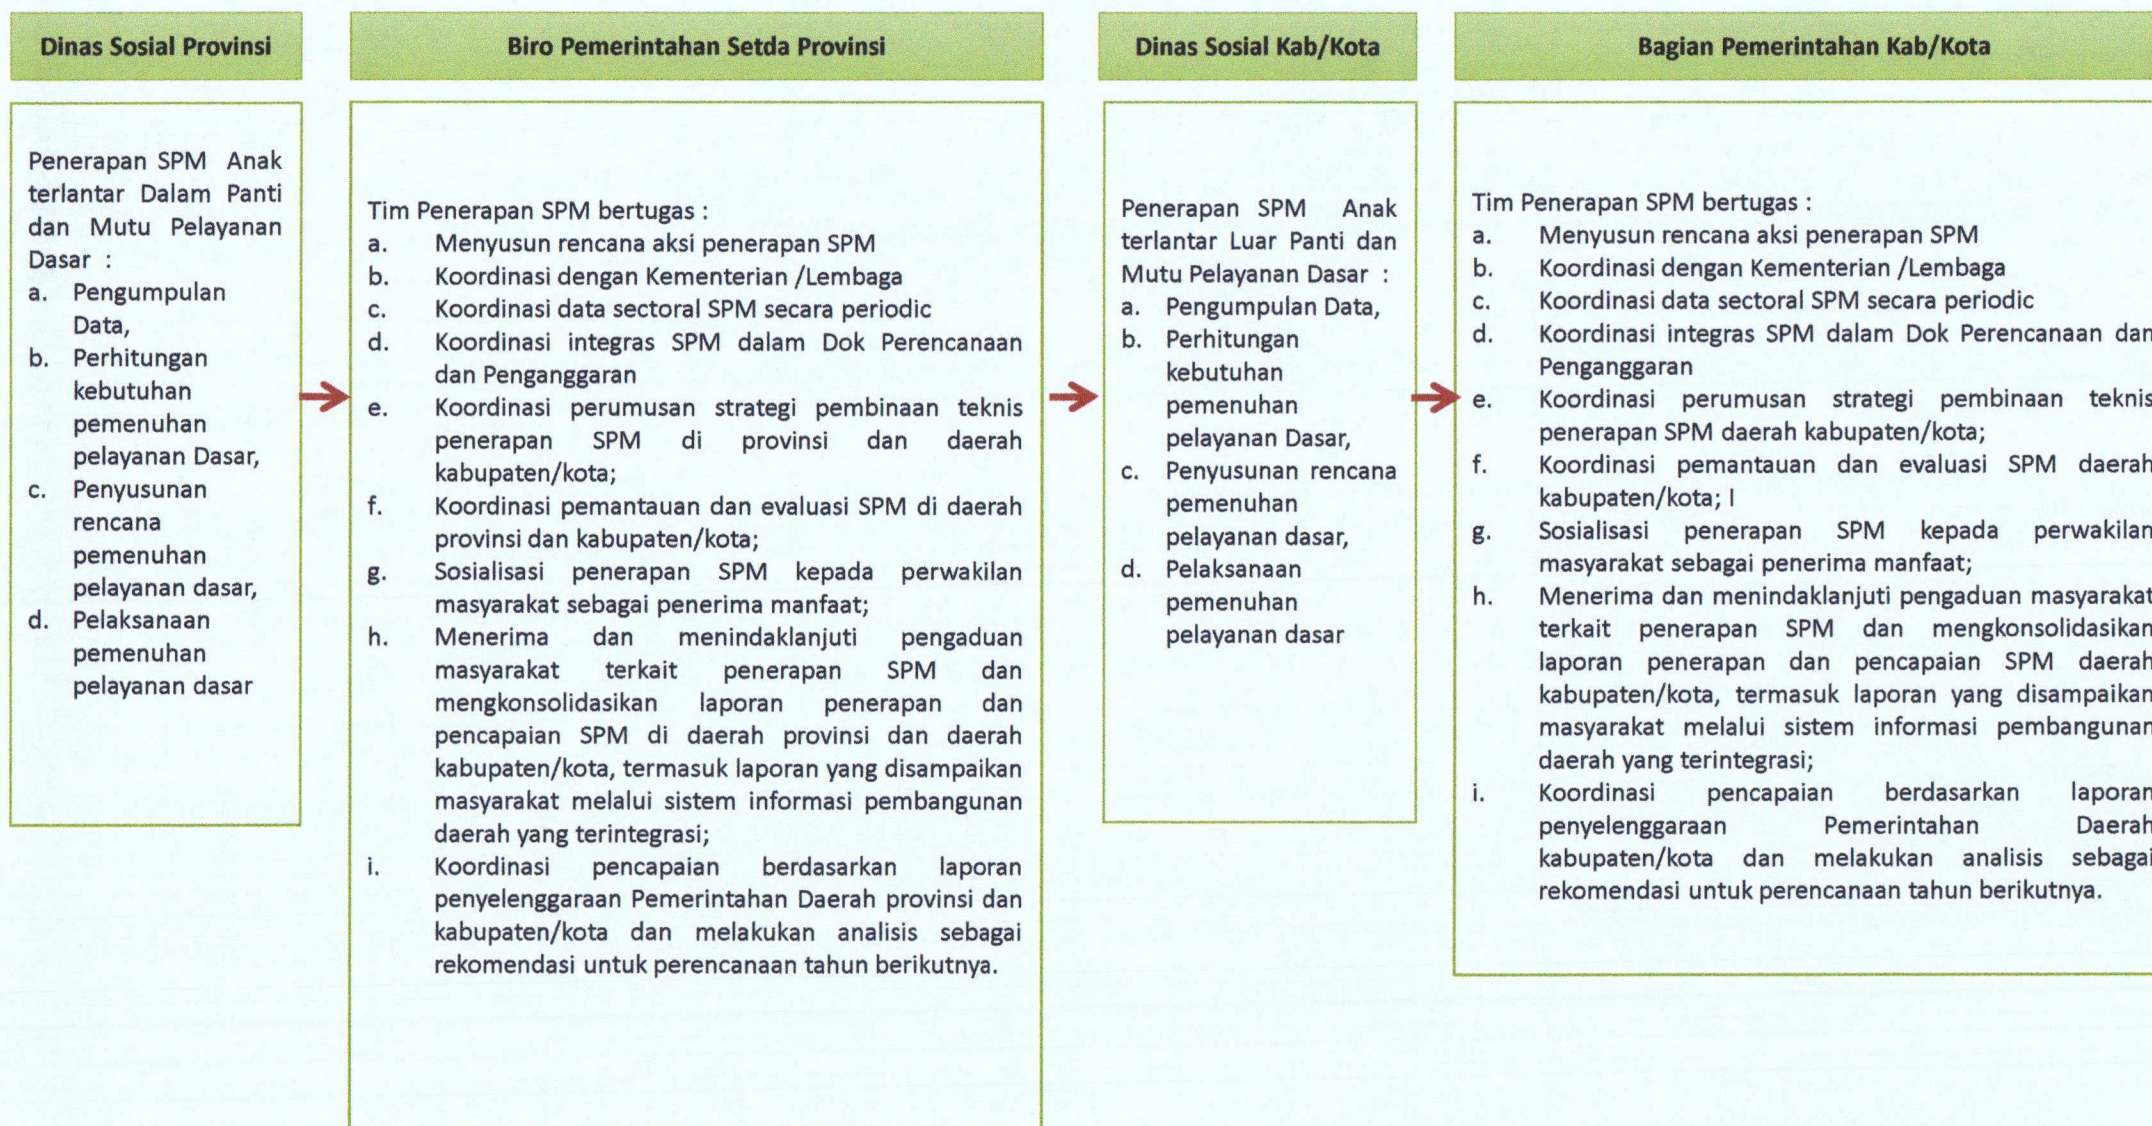 Dinas Sosial Provinsi
Penerapan SPM Anak
terlantar Dalam Panti
dan Mutu Pelayanan
Dasar :
a. Pengumpulan
Data,
b. Perhitungan
kebutuhan
pemenuhan
pelayanan Dasar,
c. Penyusunan
rencana
pemenuhan
pelayanan dasar,
d. Pelaksanaan
pemenuhan
pelayanan dasar
Biro Pemerintahan Setda Provinsi
Tim Penerapan SPM bertugas :
a. Menyusun rencana aksi penerapan SPM
b. Koordinasi dengan Kementerian /Lembaga
c. Koordinasi data sectoral SPM secara periodic
d. Koordinasi integras SPM dalam Dok Perencanaan
dan Penganggaran
e. Koordinasi perumusan strategi pembinaan teknis
penerapan SPM di provinsi dan daerah
kabupaten/kota;
f. Koordinasi pemantauan dan evaluasi SPM di daerah
provinsi dan kabupaten/kota;
g. Sosialisasi penerapan SPM kepada perwakilan
masyarakat sebagai penerima manfaat;
h. Menerima dan menindaklanjuti pengaduan
masyarakat terkait penerapan SPM dan
mengkonsolidasikan laporan penerapan dan
pencapaian SPM di daerah provinsi dan daerah
kabupaten/kota, termasuk laporan yang disampaikan
masyarakat melalui sistem informasi pembangunan
daerah yang terintegrasi;
i. Koordinasi pencapaian berdasarkan laporan
penyelenggaraan Pemerintahan Daerah provinsi dan
kabupaten/kota dan melakukan analisis sebagai
rekomendasi untuk perencanaan tahun berikutnya.
Dinas Sosial Kab/Kota
Penerapan SPM Anak
terlantar Luar Panti dan
Mutu Pelayanan Dasar :
a. Pengumpulan Data,
b. Perhitungan
kebutuhan
pemenuhan
pelayanan Dasar,
c. Penyusunan rencana
pemenuhan
pelayanan dasar,
d. Pelaksanaan
pemenuhan
pelayanan dasar
Bagian Pemerintahan Kab/Kota
Tim Penerapan SPM bertugas :
a. Menyusun rencana aksi penerapan SPM
b. Koordinasi dengan Kementerian /Lembaga
c. Koordinasi data sectoral SPM secara periodic
d. Koordinasi integras SPM dalam Dok Perencanaan dan
Penganggaran
e. Koordinasi perumusan strategi pembinaan teknis
penerapan SPM daerah kabupaten/kota;
f. Koordinasi pemantauan dan evaluasi SPM daerah
kabupaten/kota; l
g. Sosialisasi penerapan SPM kepada perwakilan
masyarakat sebagai penerima manfaat;
h. Menerima dan menindaklanjuti pengaduan masyarakat
terkait penerapan SPM dan mengkonsolidasikan
laporan penerapan dan pencapaian SPM daerah
kabupaten/kota, termasuk laporan yang disampaikan
masyarakat melalui sistem informasi pembangunan
daerah yang terintegrasi;
i. Koordinasi pencapaian berdasarkan laporan
penyelenggaraan Pemerintahan Daerah
kabupaten/kota dan melakukan analisis sebagai
rekomendasi untuk perencanaan tahun berikutnya.